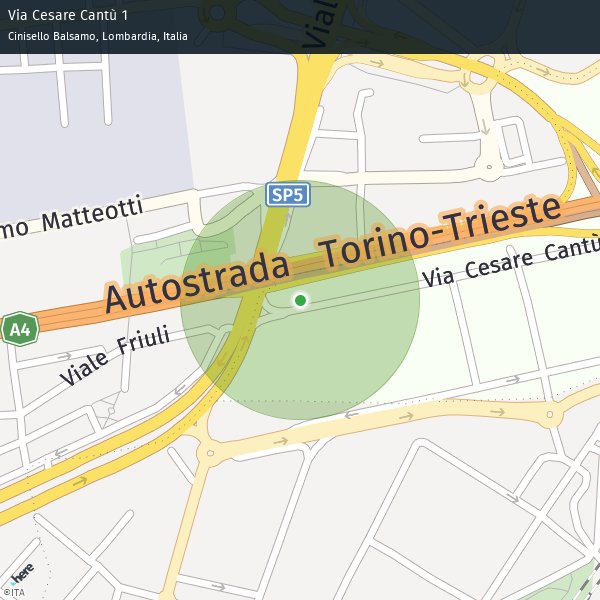 Via Cesare Cantù 1
Cinisello Balsamo, Lombardia, Italia
Viale
SP5
mo Matteotti
Autostrada Torino-Trieste
Via Cesare Cantù
A4
Viale Friuli
here
©ITA